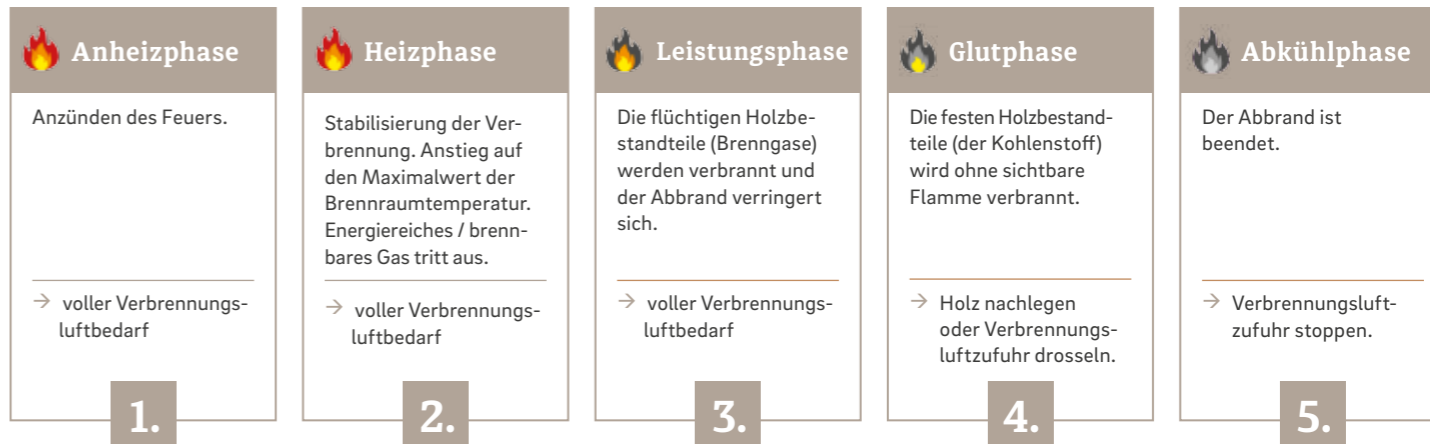 Anheizphase
Anzünden des Feuers.
→ voller Verbrennungs-
luftbedarf
1.
Heizphase
Stabilisierung der Ver-
brennung. Anstieg auf
den Maximalwert der
Brennraumtemperatur.
Energiereiches / brenn-
bares Gas tritt aus.
→ voller Verbrennungs-
luftbedarf
2.
Leistungsphase
Die flüchtigen Holzbe-
standteile (Brenngase)
werden verbrannt und
der Abbrand verringert
sich.
→ voller Verbrennungs-
luftbedarf
3.
Glutphase
Die festen Holzbestand-
teile (der Kohlenstoff)
wird ohne sichtbare
Flamme verbrannt.
→ Holz nachlegen
oder Verbrennungs-
luftzufuhr drosseln.
4.
Abkühlphase
Der Abbrand ist
beendet.
→ Verbrennungsluft-
zufuhr stoppen.
5.